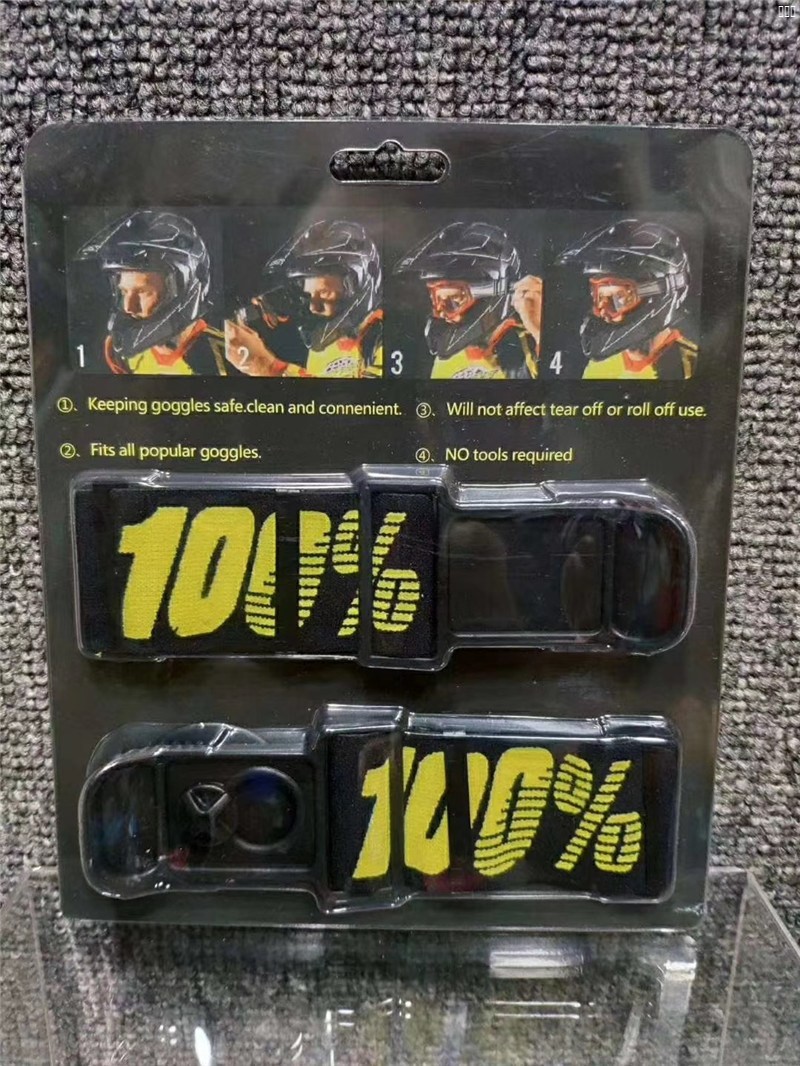 1
2
3
4
①、Keeping goggles safe.clean and connenient.
③、Will not affect tear off or roll off use.
②、Fits all popular goggles.
④、NO tools required
100%
100%